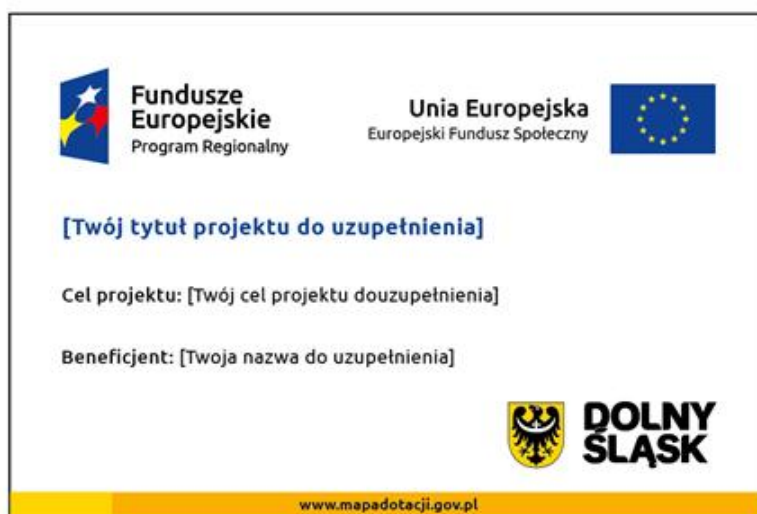 Fundusze
Europejskie
Program Regionalny
Unia Europejska
Europejski Fundusz Społeczny
[Twój tytuł projektu do uzupełnienia]
Cel projektu: [Twój cel projektu douzupełnienia]
Beneficjent: [Twoja nazwa do uzupełnienia]
DOLNY
ŚLĄSK
www.mapadotacji.gov.pl